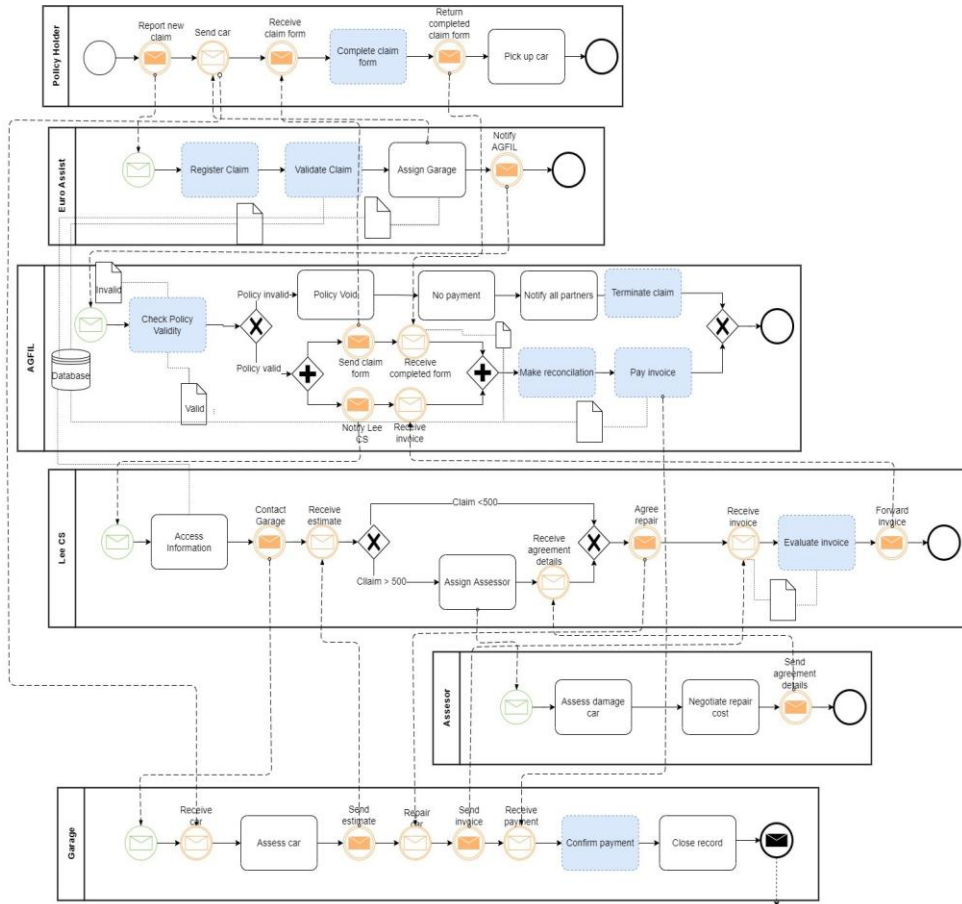 Policy Holder
Report new
claim
Send car
Receive
claim form
Complete claim
form
Return
completed
claim form
Pick up car
Euro Assist
Register Claim
Validate Claim
Assign Garage
Notify
AGFIL
AGFIL
Invalid
Check Policy
Validity
Database
Valid
Policy invalid
Policy valid
Policy Void
No payment
Notify all partners
Terminate claim
Send claim
form
Receive
completed form
Notify Lee
CS
Receive
invoice
Make reconcilation
Pay invoice
Lee CS
Access
Information
Contact
Garage
Receive
estimate
Claim <500
Cllaim > 500
Assign Assessor
Receive
agreement
details
Agree
repair
Receive
invoice
Evaluate invoice
Forward
invoice
Assesor
Assess damage
car
Negotiate repair
cost
Send
agreement
details
Garage
Receive
car
Assess car
Send
estimate
Repair
car
Send
invoice
Receive
payment
Confirm payment
Close record